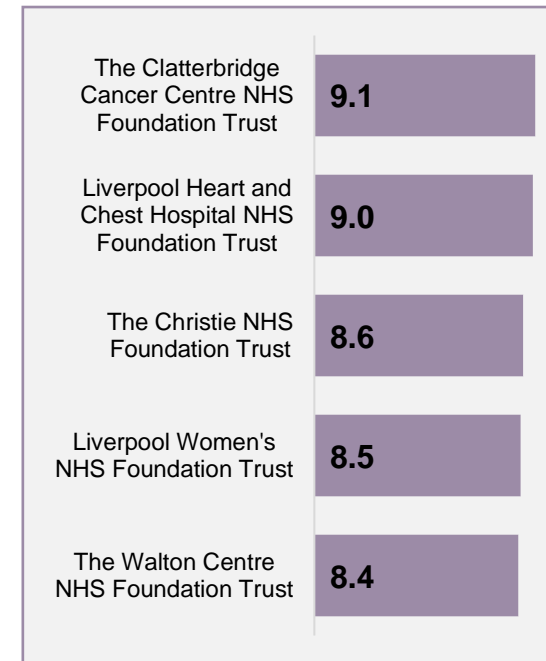 The Clatterbridge
Cancer Centre NHS
Foundation Trust
9.1
Liverpool Heart and
Chest Hospital NHS
Foundation Trust
9.0
The Christie NHS
Foundation Trust
8.6
Liverpool Women's
NHS Foundation Trust
8.5
The Walton Centre
NHS Foundation Trust
8.4